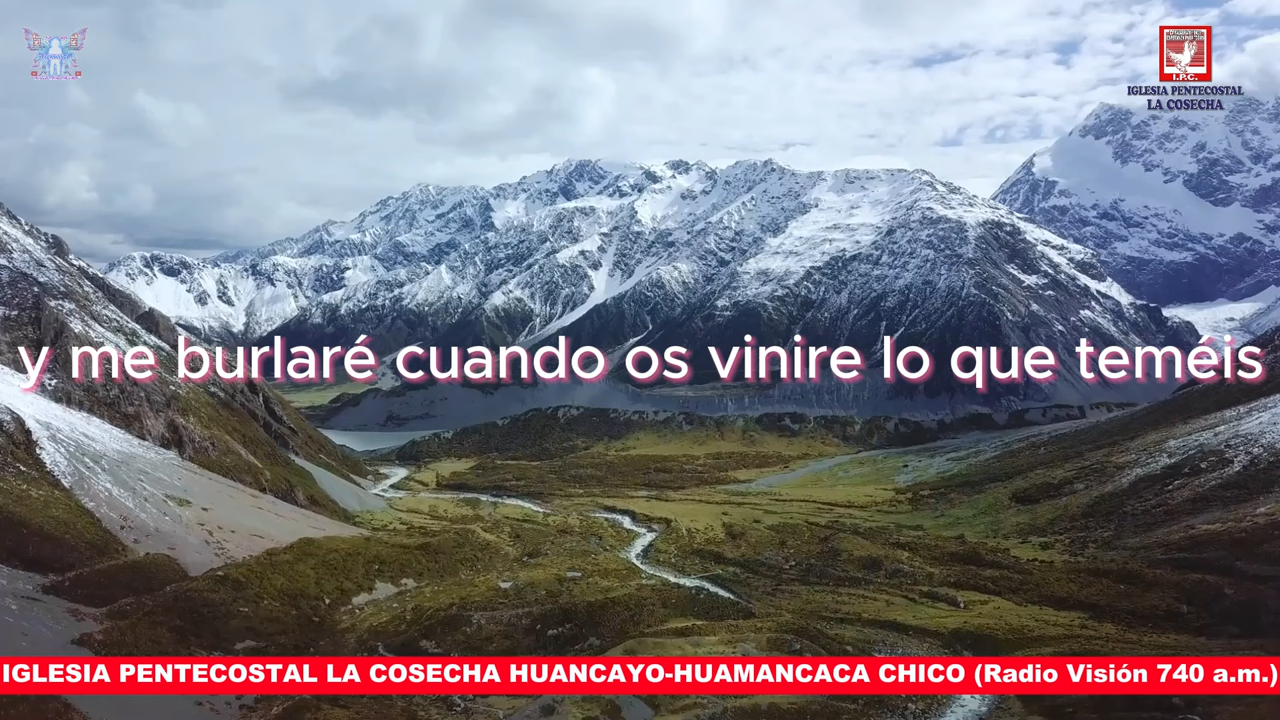 I.P.C.
IGLESIA PENTECOSTAL
LA COSECHA
y me burlaré cuando os vinire lo que teméis
IGLESIA PENTECOSTAL LA COSECHA HUANCAYO-HUAMANCACA CHICO (Radio Visión 740 a.m.)